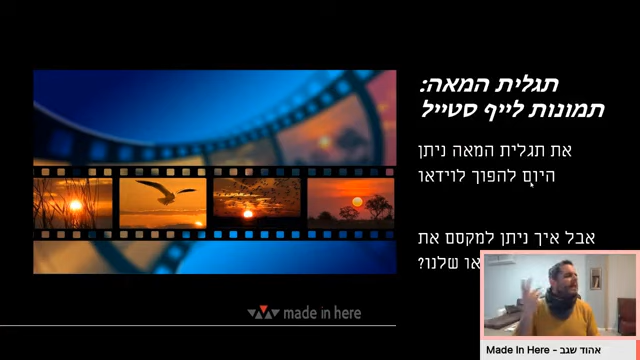 תגלית המאה:
תמונות לייף סטייל
את תגלית המאה ניתן
היום להפוך לוידאו
אבל איך ניתן למקסם את
שלנו?
made in here
Made In Here - אהוד שגב